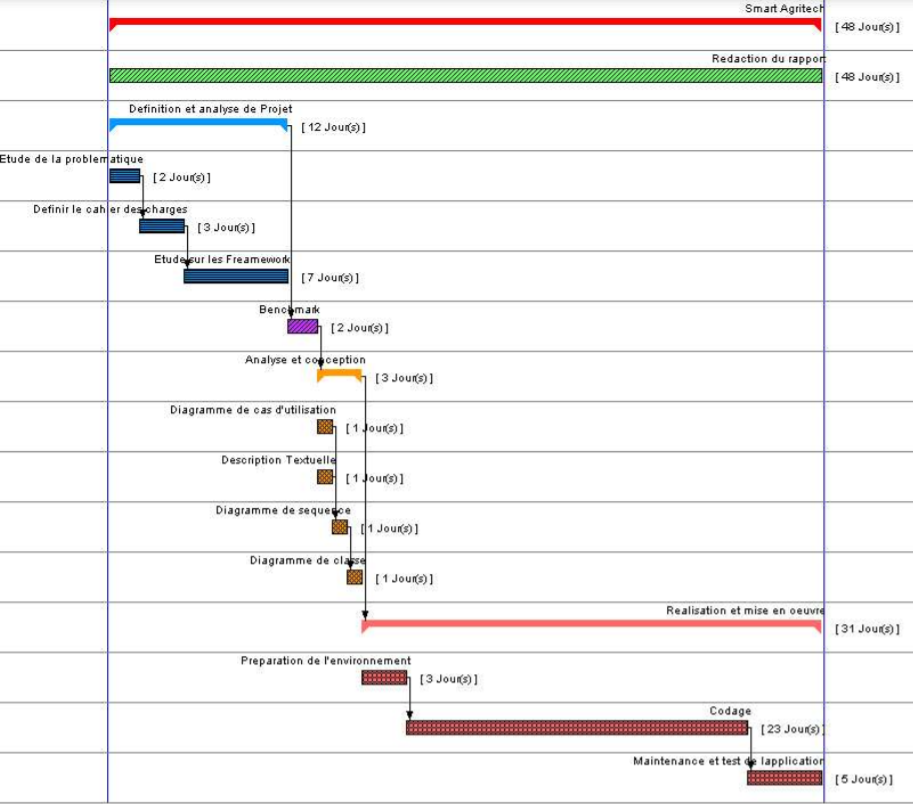 Smart Agritech
[ 48 Jour(s) ]
Redaction du rapport
[ 48 Jour(s) ]
Definition et analyse de Projet
[ 12 Jour(s) ]
Etude de la problematique
[ 2 Jour(s) ]
Definir le cahier des charges
[ 3 Jour(s) ]
Etude sur les Freamework
[ 7 Jour(s) ]
Benchmark
[ 2 Jour(s) ]
Analyse et conception
[ 3 Jour(s) ]
Diagramme de cas d'utilisation
[ 1 Jour(s) ]
Description Textuelle
[ 1 Jour(s) ]
Diagramme de sequence
[ 1 Jour(s) ]
Diagramme de classe
[ 1 Jour(s) ]
Realisation et mise en oeuvre
[ 31 Jour(s) ]
Preparation de l'environnement
[ 3 Jour(s) ]
Codage
[ 23 Jour(s) ]
Maintenance et test de lapplication
[ 5 Jour(s) ]